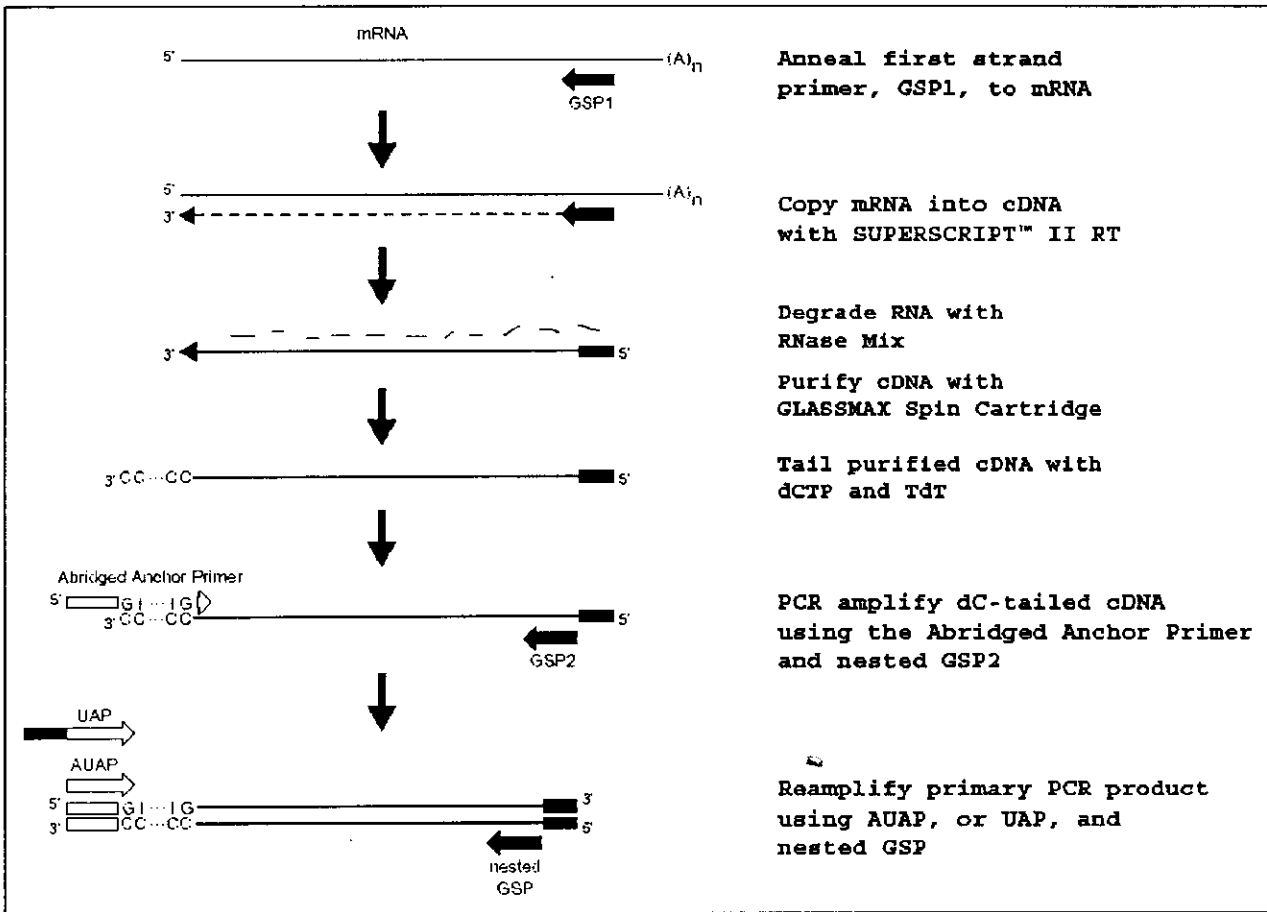 mRNA
5' (A)n
GSP1
Anneal first strand
primer, GSP1, to mRNA
5' (A)n
3'
Copy mRNA into cDNA
with SUPERSCRIPT™ II RT
3' 5'
Degrade RNA with
RNase Mix
Purify cDNA with
GLASSMAX Spin Cartridge
3' CC···CC 5'
Tail purified cDNA with
dCTP and TdT
Abridged Anchor Primer
5' GI···IG
3' CC···CC 5'
GSP2
PCR amplify dC-tailed cDNA
using the Abridged Anchor Primer
and nested GSP2
UAP
AUAP
5' GI···IG 3'
3' CC···CC 5'
nested
GSP
Reamplify primary PCR product
using AUAP, or UAP, and
nested GSP